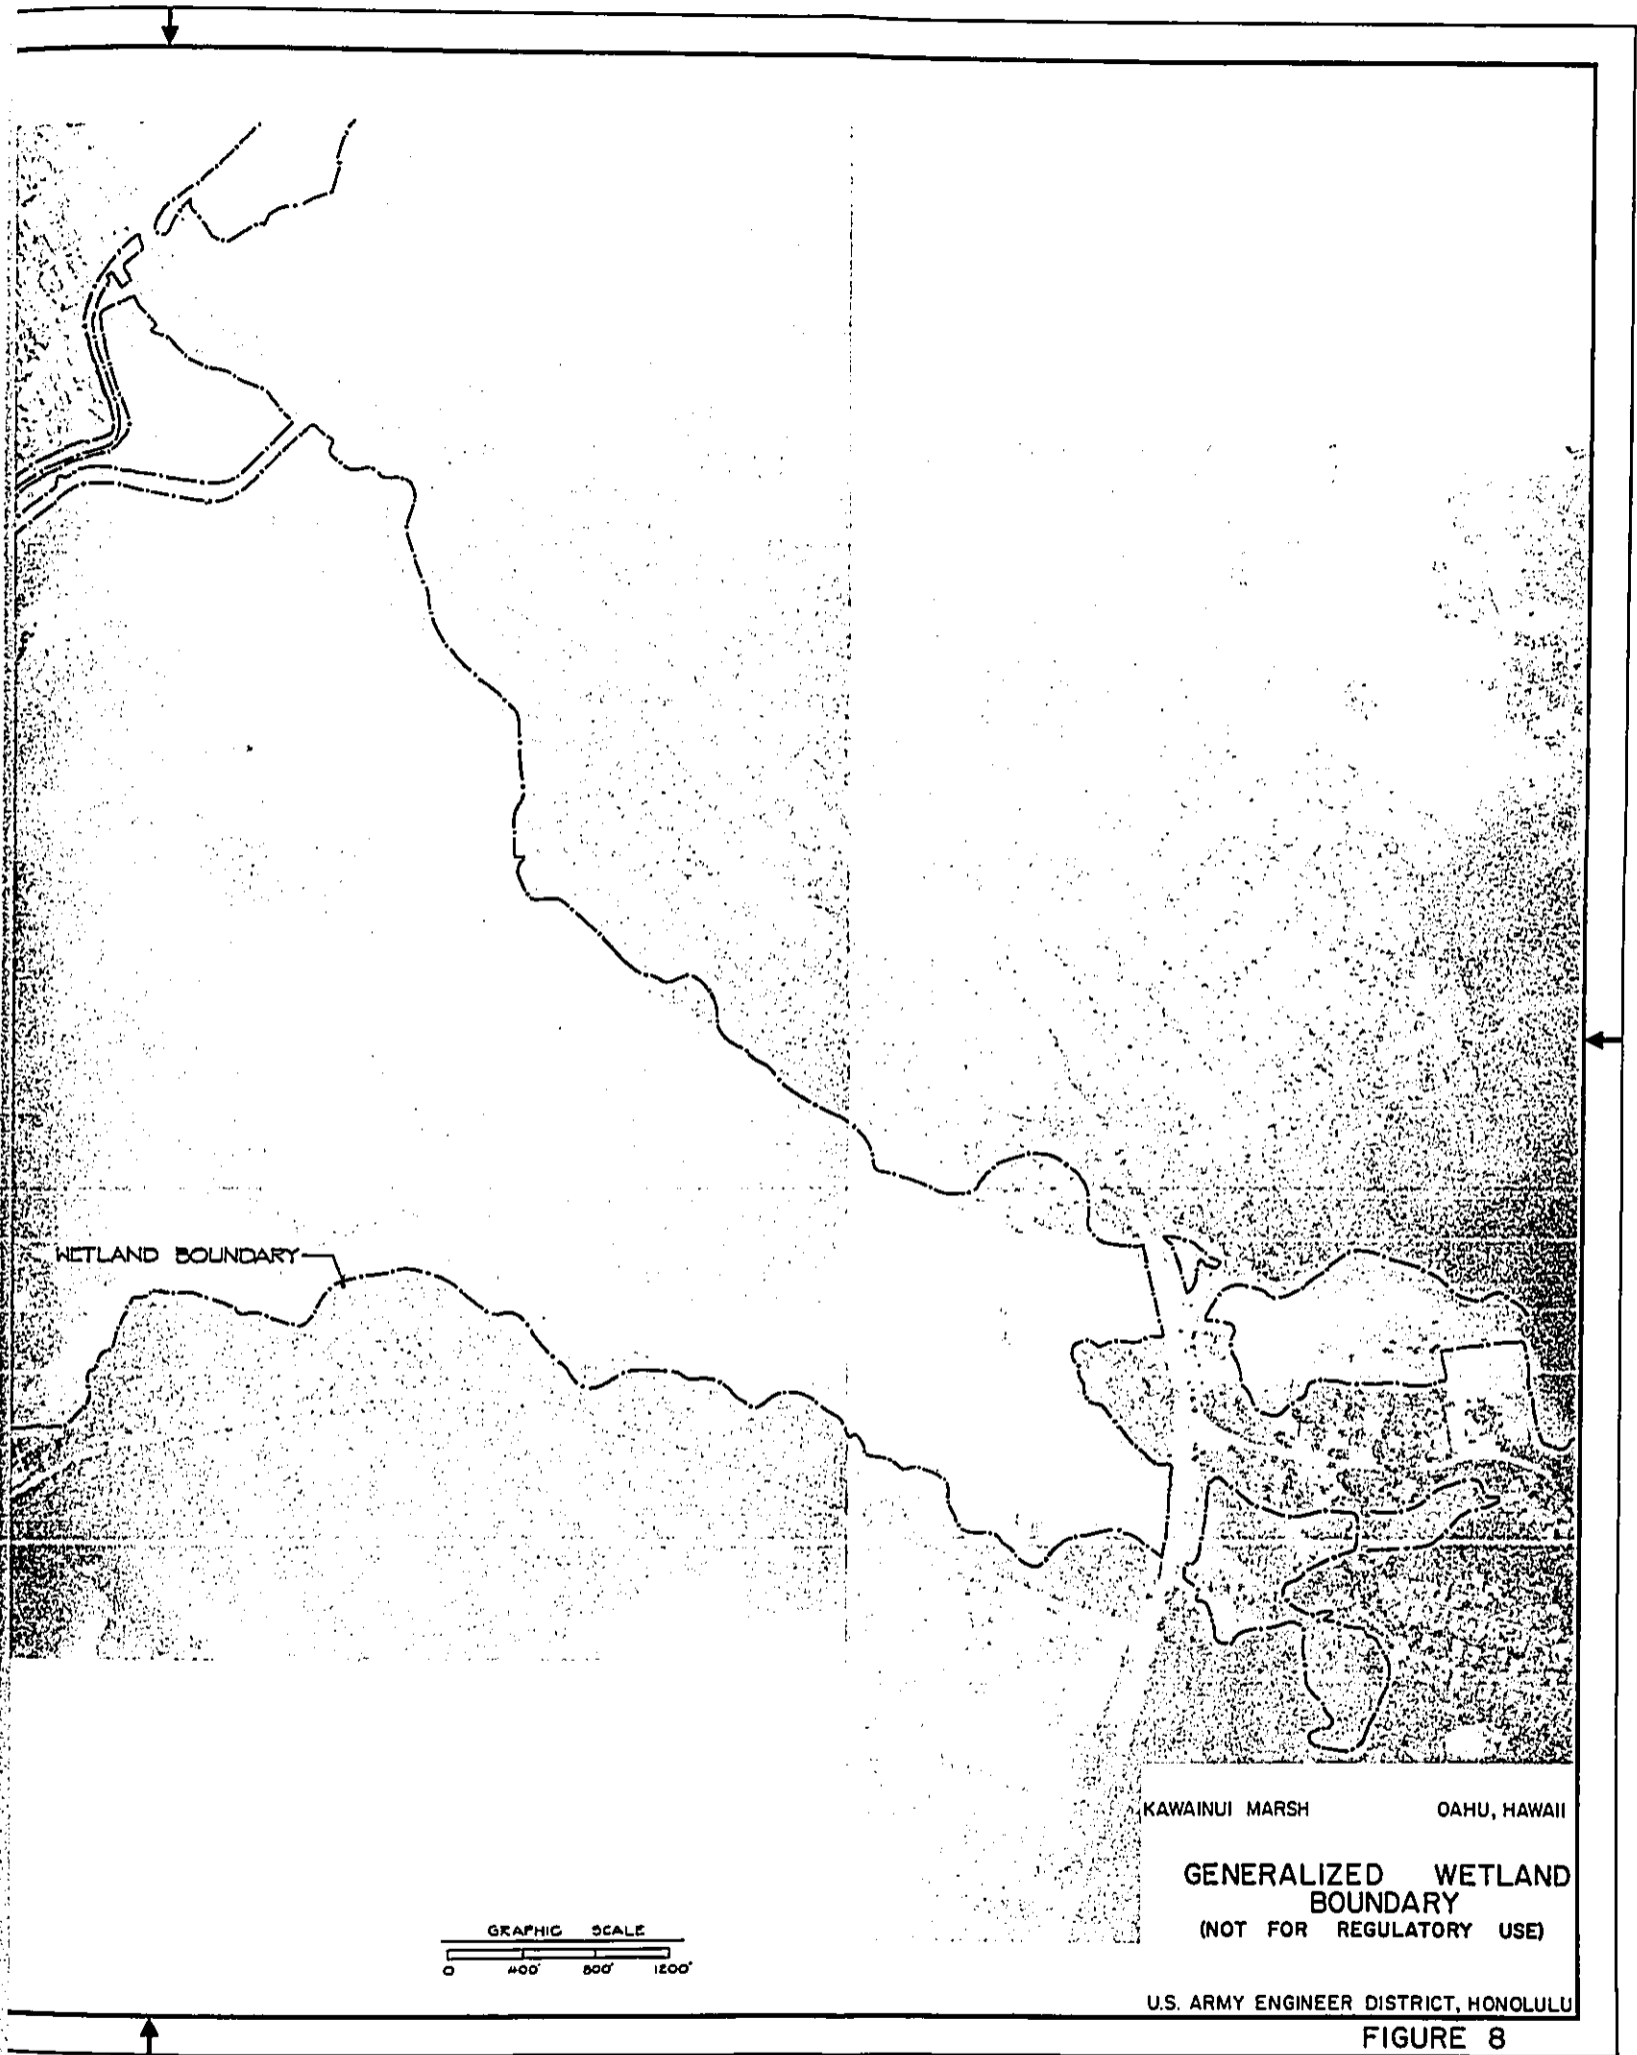 WETLAND BOUNDARY
KAWAINUI MARSH OAHU, HAWAII
GENERALIZED WETLAND
BOUNDARY
(NOT FOR REGULATORY USE)
GRAPHIC SCALE
0 400' 800' 1200'
U.S. ARMY ENGINEER DISTRICT, HONOLULU
FIGURE 8